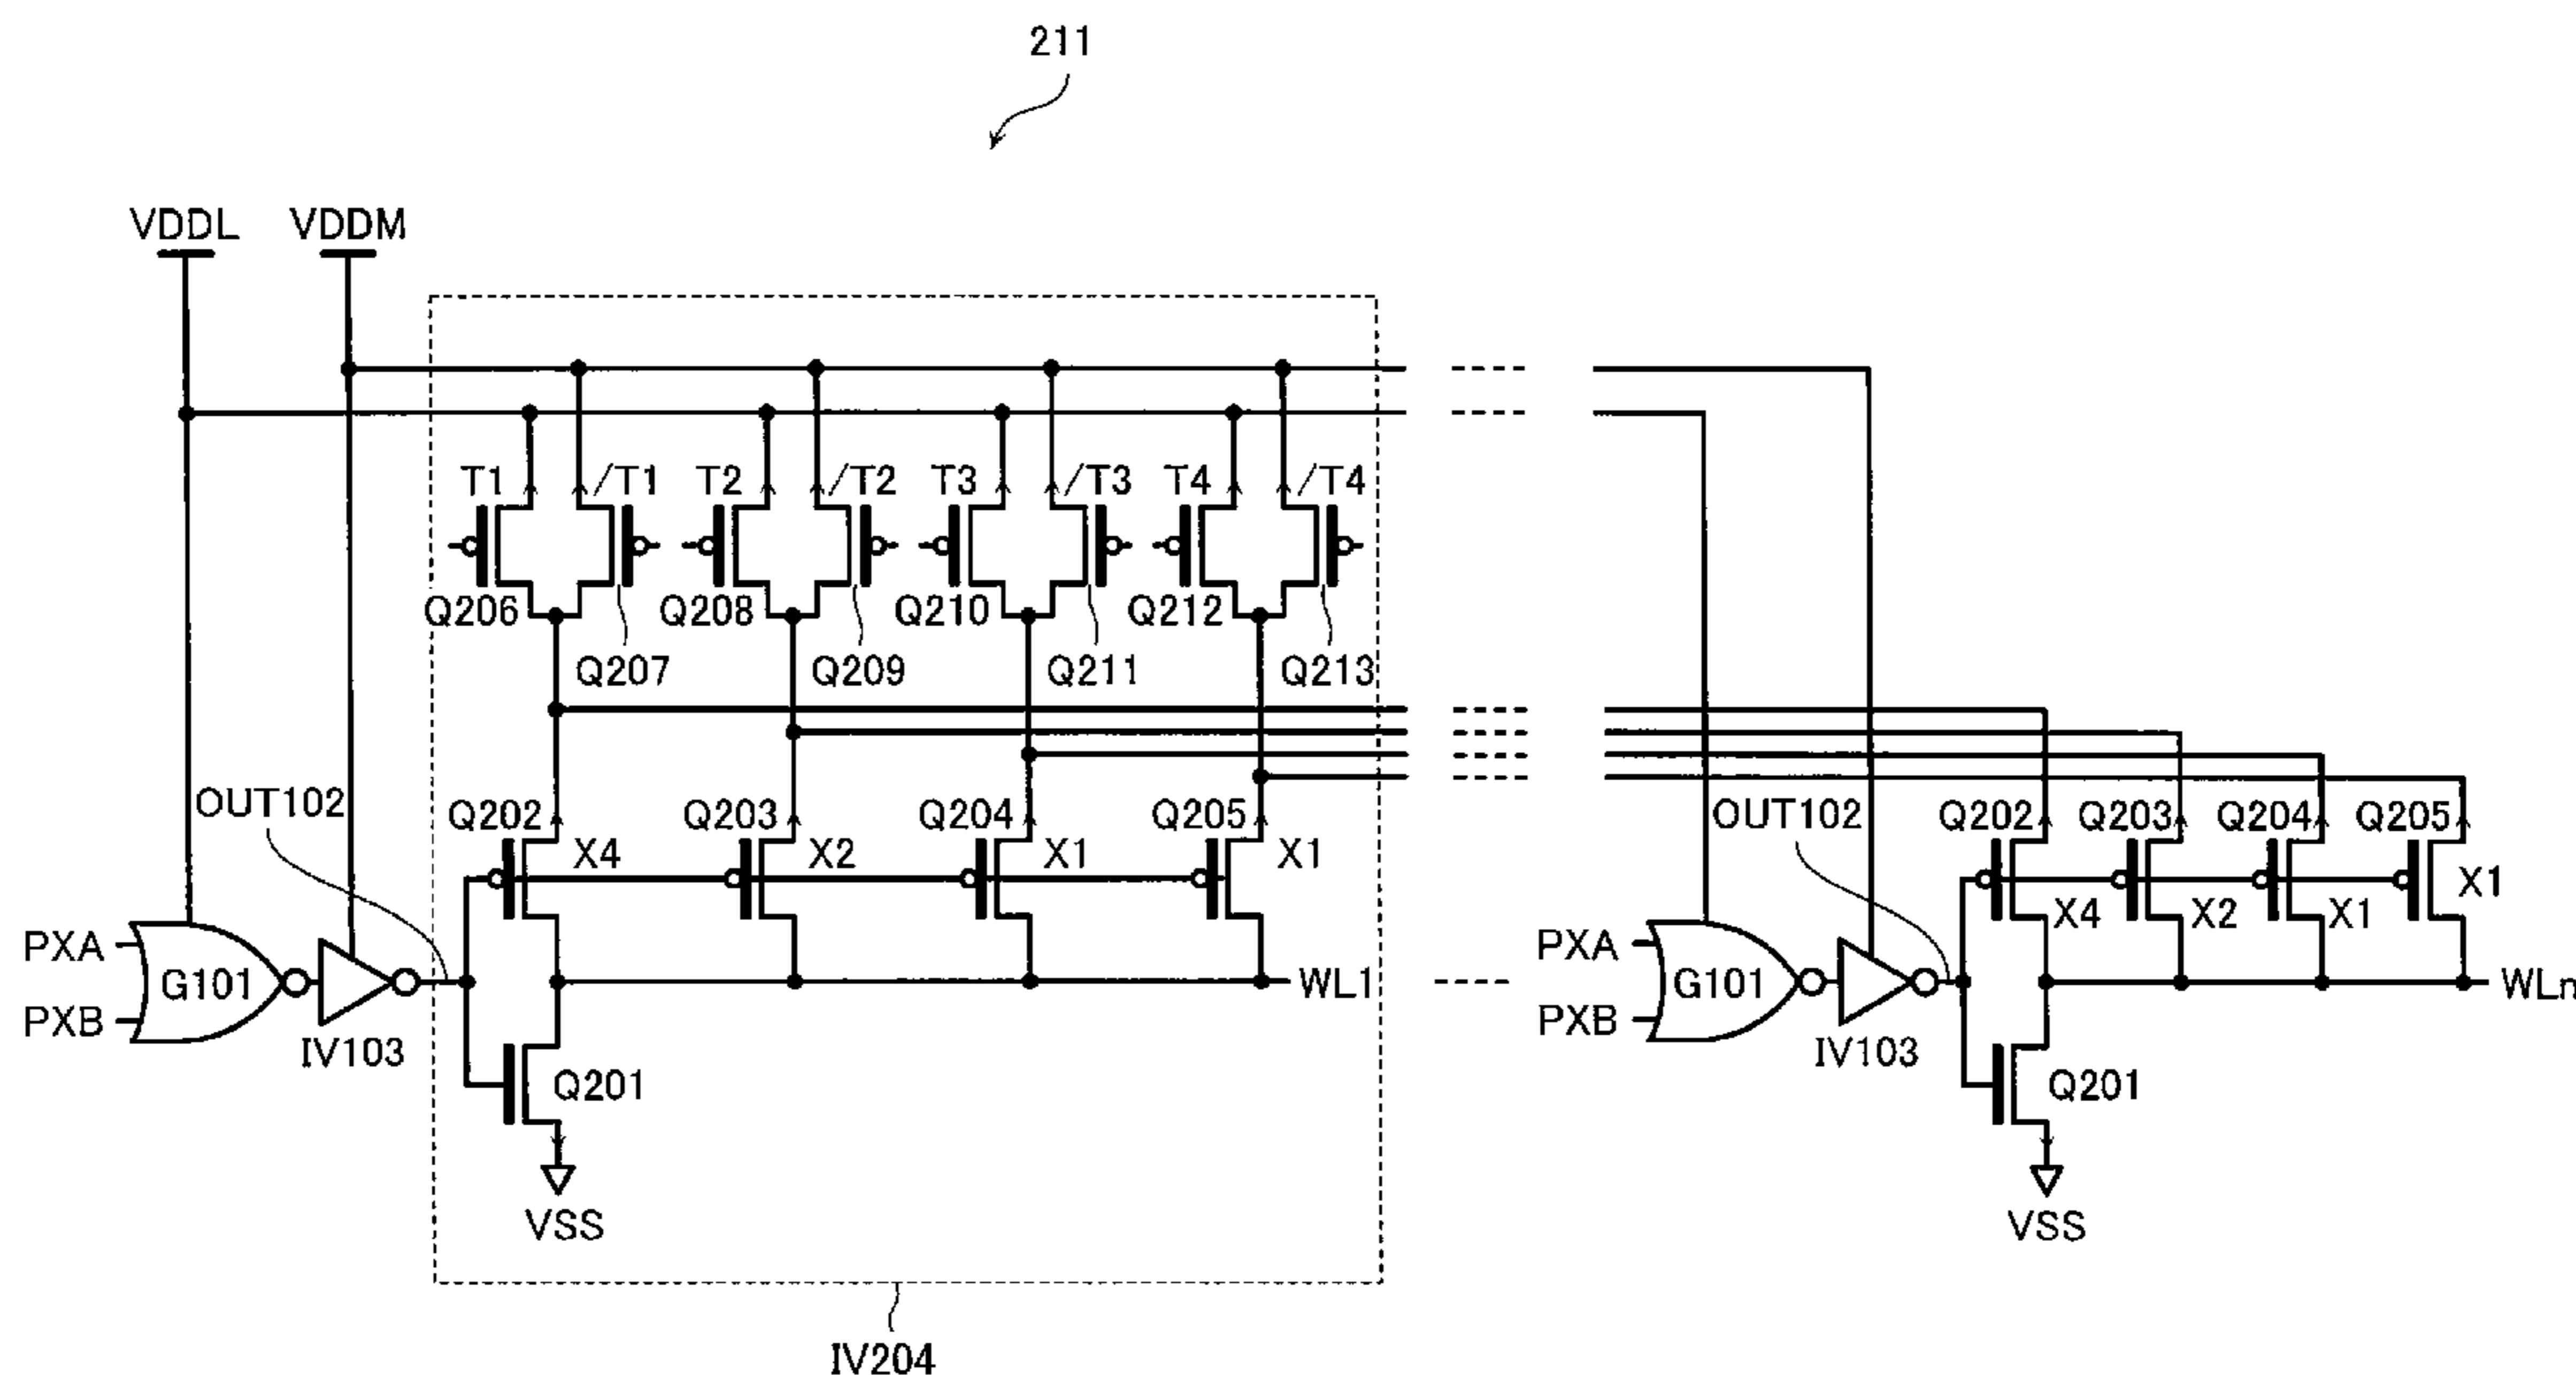 211
VDDL VDDM
T1 /T1 T2 /T2 T3 /T3 T4 /T4
Q206 Q208 Q210 Q212
Q207 Q209 Q211 Q213
OUT102 Q202 Q203 Q204 Q205 OUT102 Q202 Q203 Q204 Q205
X4 X2 X1 X1 X1
X4 X2 X1
PXA PXA
G101 WL1 G101 WLn
PXB PXB
IV103 IV103
Q201 Q201
VSS VSS
IV204